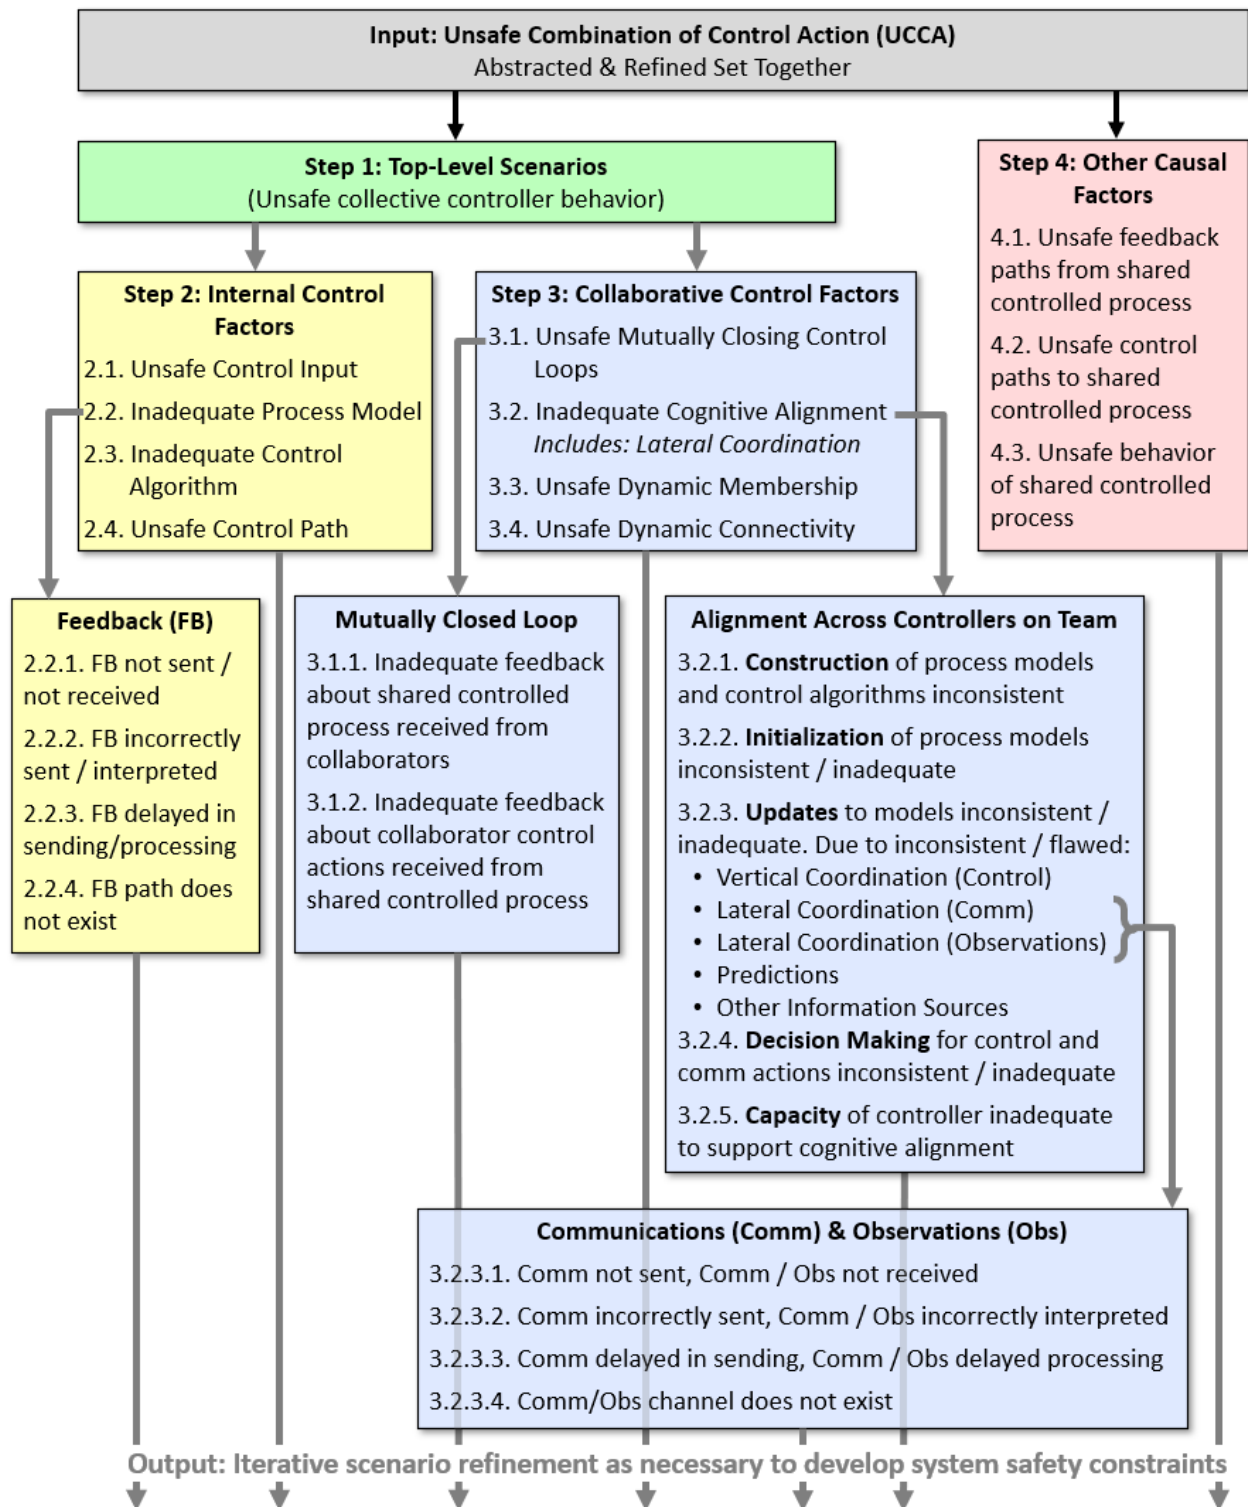 Input: Unsafe Combination of Control Action (UCCA)
Abstracted & Refined Set Together
Step 1: Top-Level Scenarios
(Unsafe collective controller behavior)
Step 4: Other Causal
Factors
4.1. Unsafe feedback
paths from shared
controlled process
4.2. Unsafe control
paths to shared
controlled process
4.3. Unsafe behavior
of shared controlled
process
Step 2: Internal Control
Factors
2.1. Unsafe Control Input
2.2. Inadequate Process Model
2.3. Inadequate Control
Algorithm
2.4. Unsafe Control Path
Step 3: Collaborative Control Factors
3.1. Unsafe Mutually Closing Control
Loops
3.2. Inadequate Cognitive Alignment
Includes: Lateral Coordination
3.3. Unsafe Dynamic Membership
3.4. Unsafe Dynamic Connectivity
Feedback (FB)
2.2.1. FB not sent /
not received
2.2.2. FB incorrectly
sent / interpreted
2.2.3. FB delayed in
sending/processing
2.2.4. FB path does
not exist
Mutually Closed Loop
3.1.1. Inadequate feedback
about shared controlled
process received from
collaborators
3.1.2. Inadequate feedback
about collaborator control
actions received from
shared controlled process
Alignment Across Controllers on Team
3.2.1. Construction of process models
and control algorithms inconsistent
3.2.2. Initialization of process models
inconsistent / inadequate
3.2.3. Updates to models inconsistent /
inadequate. Due to inconsistent / flawed:
• Vertical Coordination (Control)
• Lateral Coordination (Comm)
• Lateral Coordination (Observations)
• Predictions
• Other Information Sources
3.2.4. Decision Making for control and
comm actions inconsistent / inadequate
3.2.5. Capacity of controller inadequate
to support cognitive alignment
Communications (Comm) & Observations (Obs)
3.2.3.1. Comm not sent, Comm / Obs not received
3.2.3.2. Comm incorrectly sent, Comm / Obs incorrectly interpreted
3.2.3.3. Comm delayed in sending, Comm / Obs delayed processing
3.2.3.4. Comm/Obs channel does not exist
Output: Iterative scenario refinement as necessary to develop system safety constraints